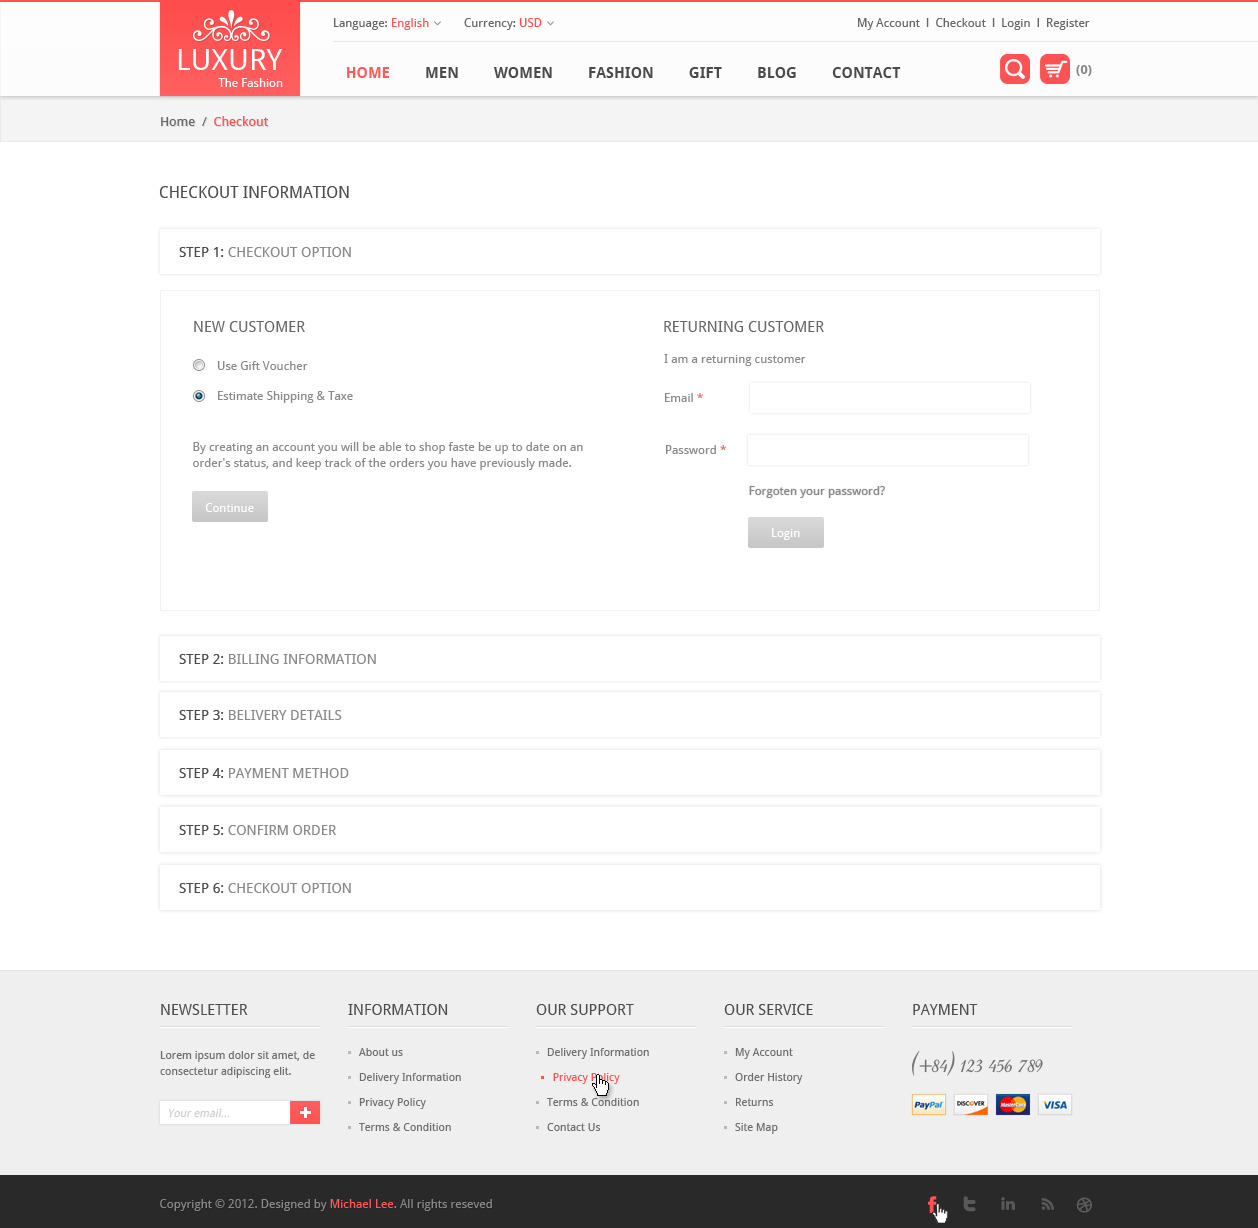 Language: English Currency: USD My Account I Checkout I Login I Register
LUXURY
The Fashion
HOME MEN WOMEN FASHION GIFT BLOG CONTACT (0)
Home / Checkout
CHECKOUT INFORMATION
STEP 1: CHECKOUT OPTION
NEW CUSTOMER
Use Gift Voucher
Estimate Shipping & Taxe
By creating an account you will be able to shop faste be up to date on an
order's status, and keep track of the orders you have previously made.
Continue
RETURNING CUSTOMER
I am a returning customer
Email *
Password *
Forgoten your password?
Login
STEP 2: BILLING INFORMATION
STEP 3: BELIVERY DETAILS
STEP 4: PAYMENT METHOD
STEP 5: CONFIRM ORDER
STEP 6: CHECKOUT OPTION
NEWSLETTER
Lorem ipsum dolor sit amet, de
consectetur adipiscing elit.
Your email...
INFORMATION
About us
Delivery Information
Privacy Policy
Terms & Condition
OUR SUPPORT
Delivery Information
Privacy Policy
Terms & Condition
Contact Us
OUR SERVICE
My Account
Order History
Returns
Site Map
PAYMENT
(+84) 123 456 789
PayPal DISCOVER MasterCard VISA
Copyright © 2012. Designed by Michael Lee. All rights reseved